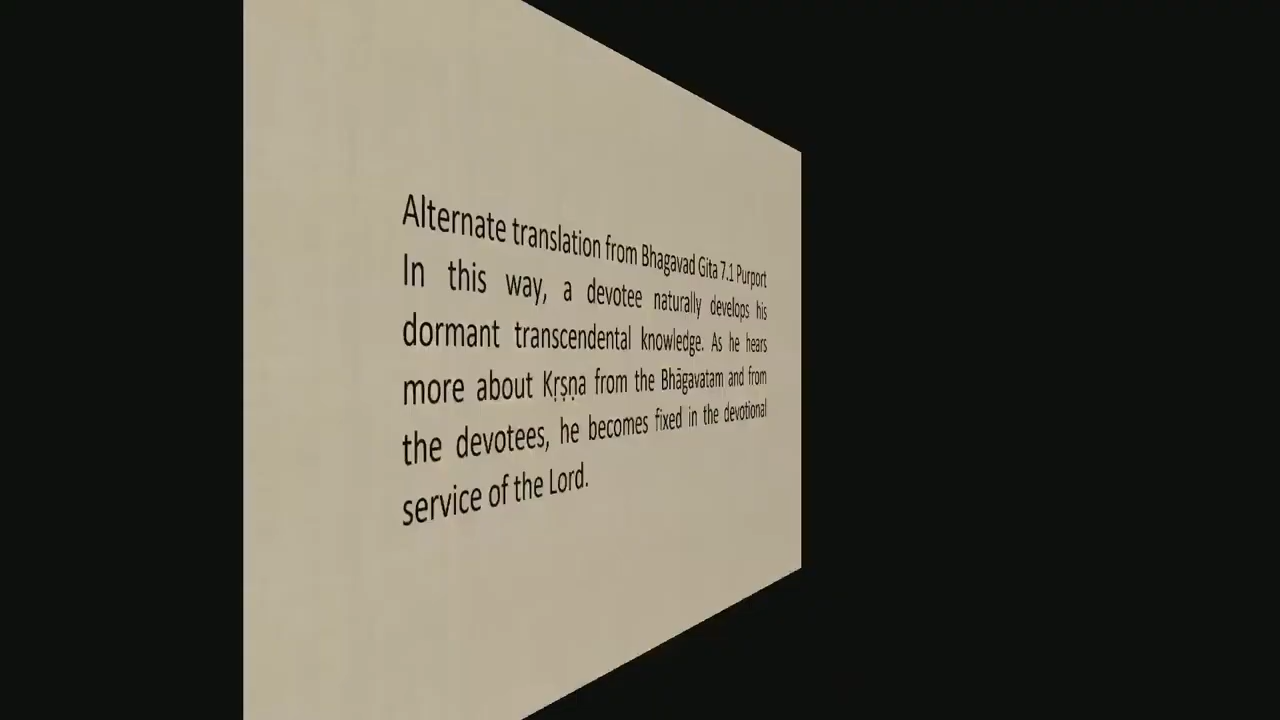 Alternate translation from Bhagavad Gita 7.1 Purport
In this way, a devotee naturally develops his
dormant transcendental knowledge. As he hears
more about Kṛṣṇa from the Bhāgavatam and from
the devotees, he becomes fixed in the devotional
service of the Lord.